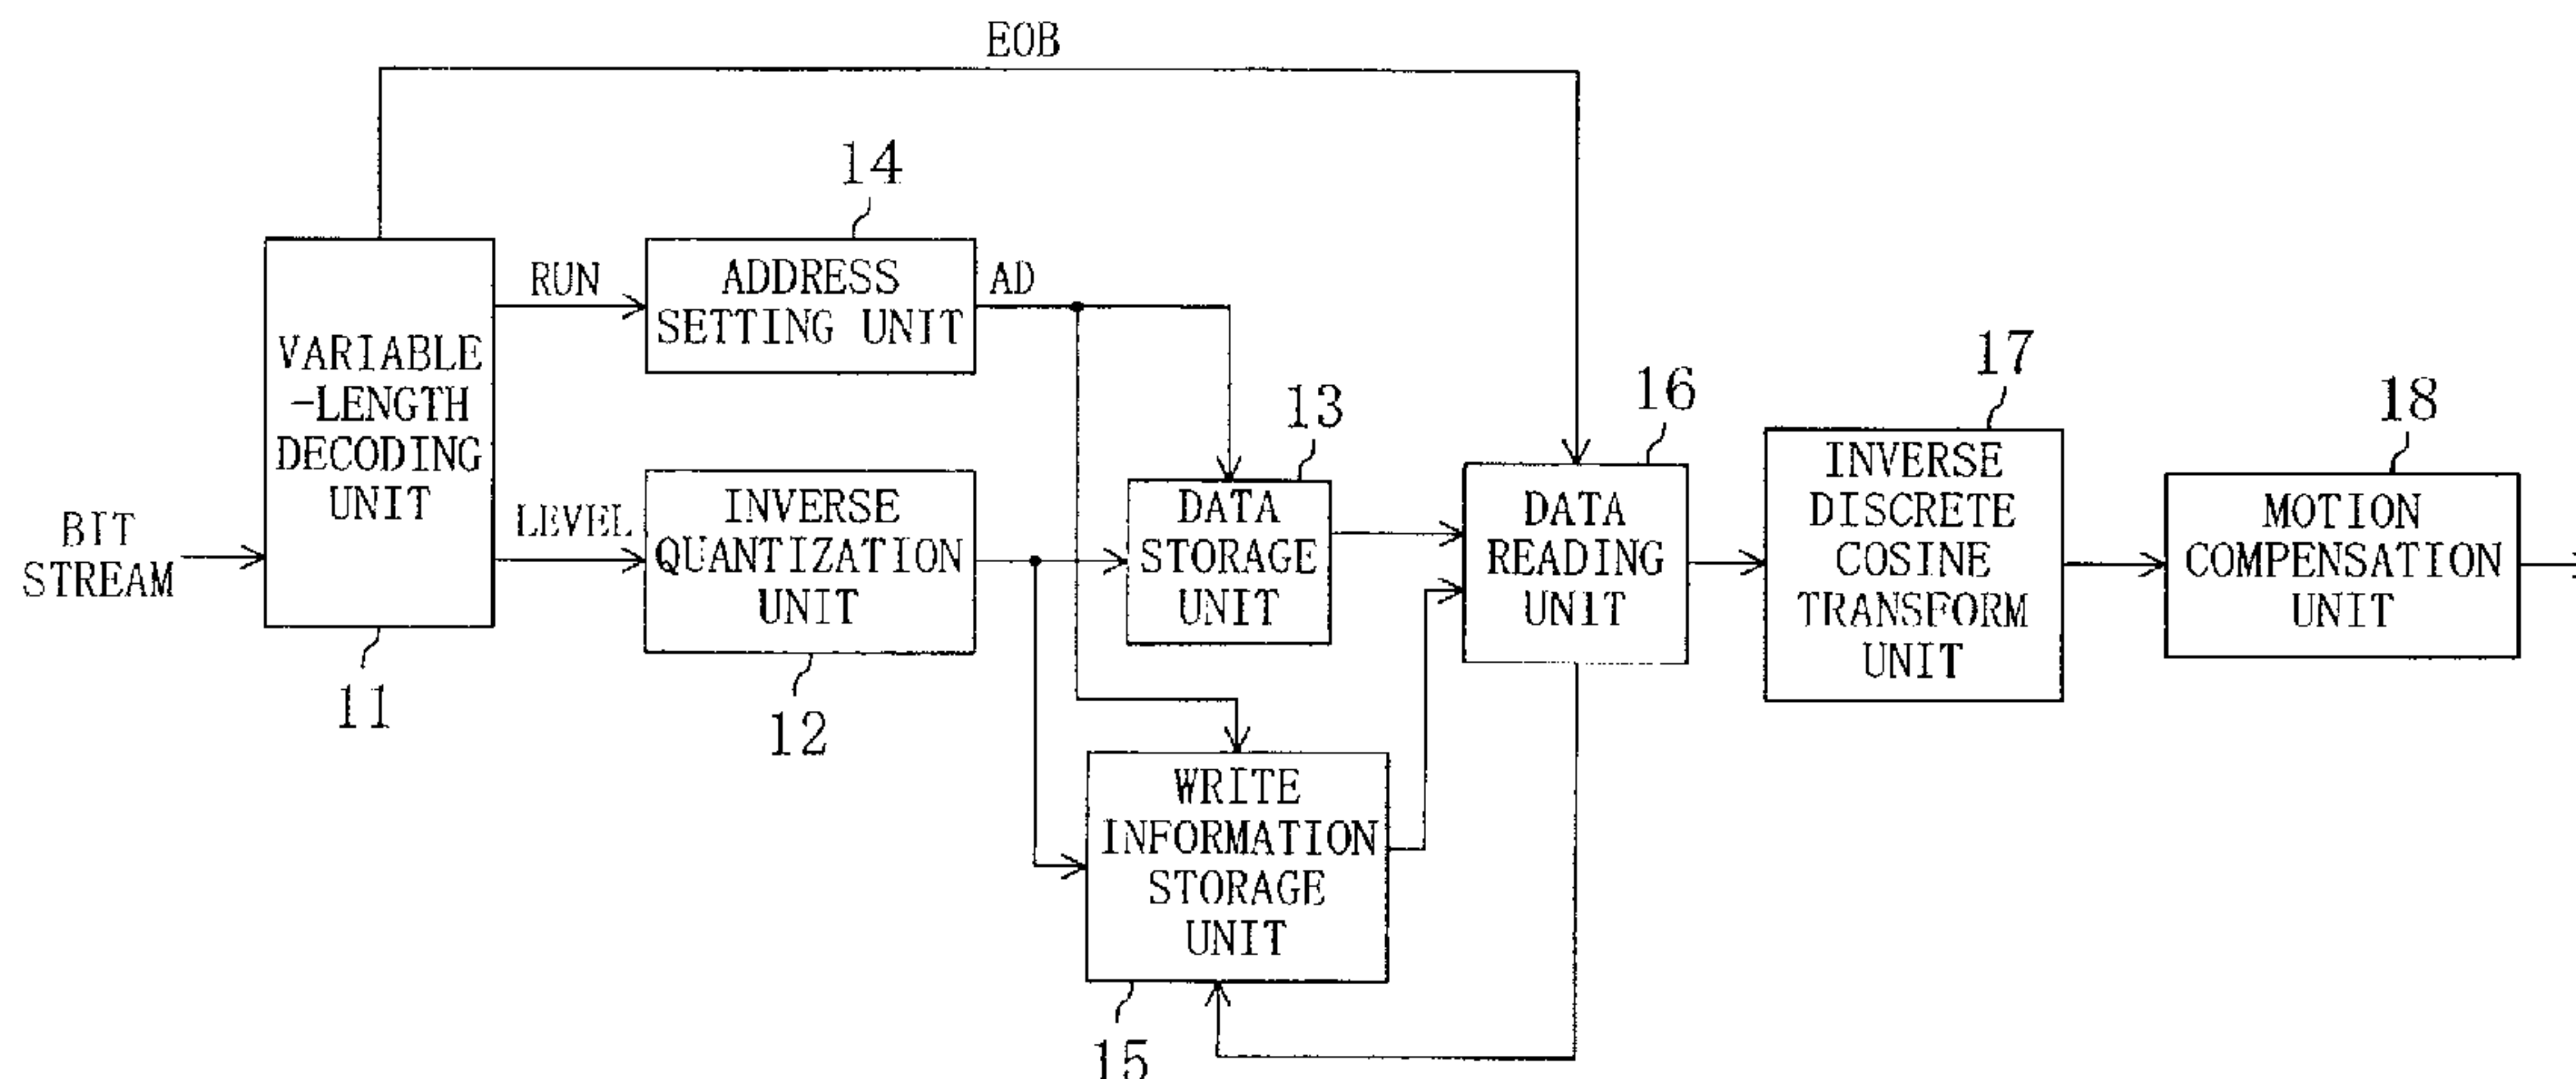 EOB
14
RUN
ADDRESS
SETTING UNIT
AD
VARIABLE
-LENGTH
DECODING
UNIT
11
BIT
STREAM
LEVEL
INVERSE
QUANTIZATION
UNIT
12
13
DATA
STORAGE
UNIT
WRITE
INFORMATION
STORAGE
UNIT
15
16
DATA
READING
UNIT
17
INVERSE
DISCRETE
COSINE
TRANSFORM
UNIT
18
MOTION
COMPENSATION
UNIT